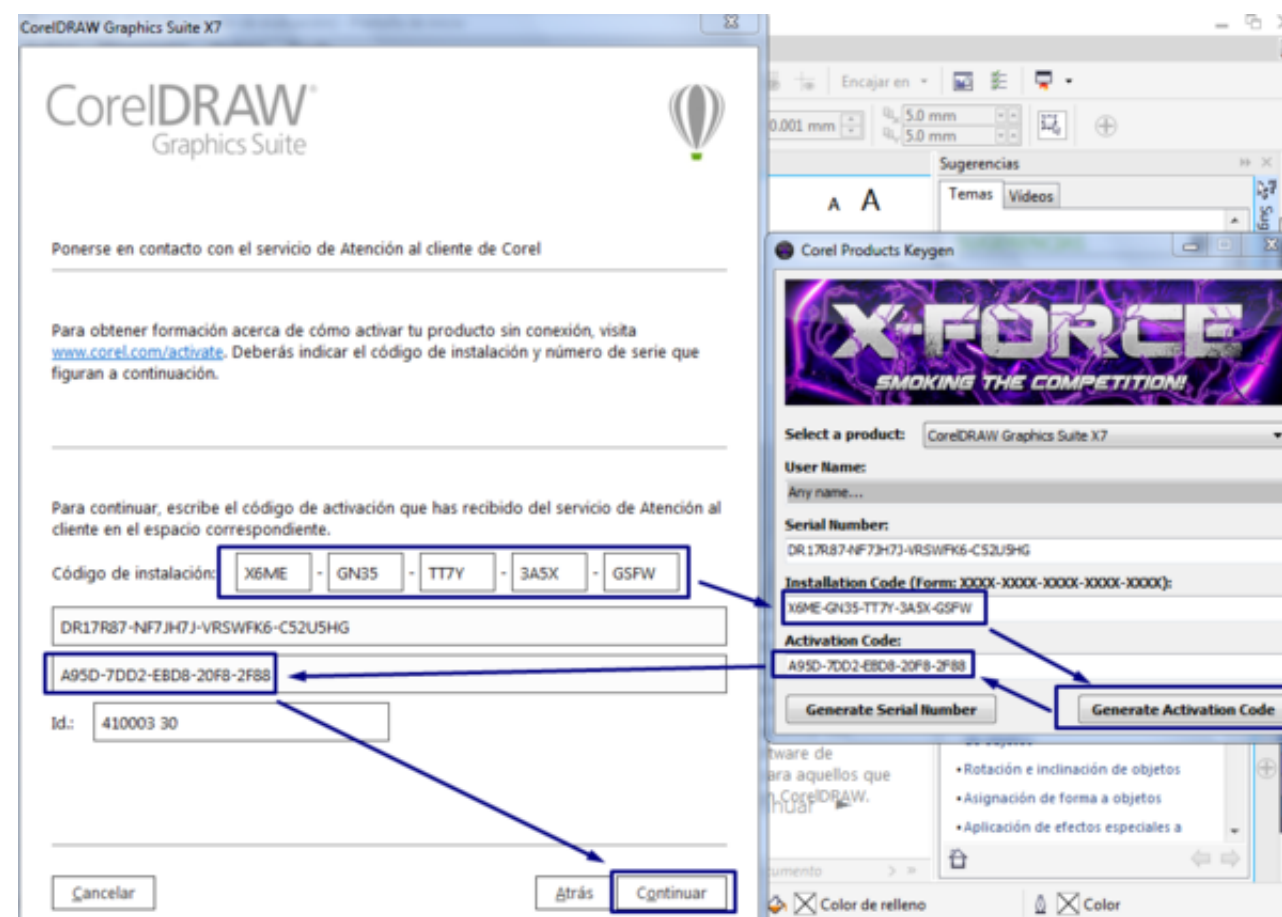 CorelDRAW Graphics Suite X7
CorelDRAW®
Graphics Suite
Ponerse en contacto con el servicio de Atención al cliente de Corel
Para obtener formación acerca de cómo activar tu producto sin conexión, visita
www.corel.com/activate. Deberás indicar el código de instalación y número de serie que
figuran a continuación.
Para continuar, escribe el código de activación que has recibido del servicio de Atención al
cliente en el espacio correspondiente.
Código de instalación: X6ME - GN35 - TT7Y - 3A5X - GSFW
DR17R87-NF7JH7J-VRSWFK6-C52U5HG
A95D-7DD2-EBD8-20F8-2F88
Id.: 410003 30
Cancelar
Atrás
Continuar
Encajar en
0.001 mm
5.0 mm
5.0 mm
Sugerencias
Temas
Vídeos
A A
Sug
Corel Products Keygen
X-FORCE
SMOKING THE COMPETITION!
Select a product: CorelDRAW Graphics Suite X7
User Name:
Any name...
Serial Number:
DR17R87-NF7JH7J-VRSWFK6-C52U5HG
Installation Code (Form: XXXX-XXXX-XXXX-XXXX-XXXX):
X6ME-GN35-TT7Y-3A5X-GSFW
Activation Code:
A95D-7DD2-EBD8-20F8-2F88
Generate Serial Number
Generate Activation Code
tware de
ara aquellos que
CorelDRAW.
•Rotación e inclinación de objetos
•Asignación de forma a objetos
•Aplicación de efectos especiales a
Color de relleno
Color